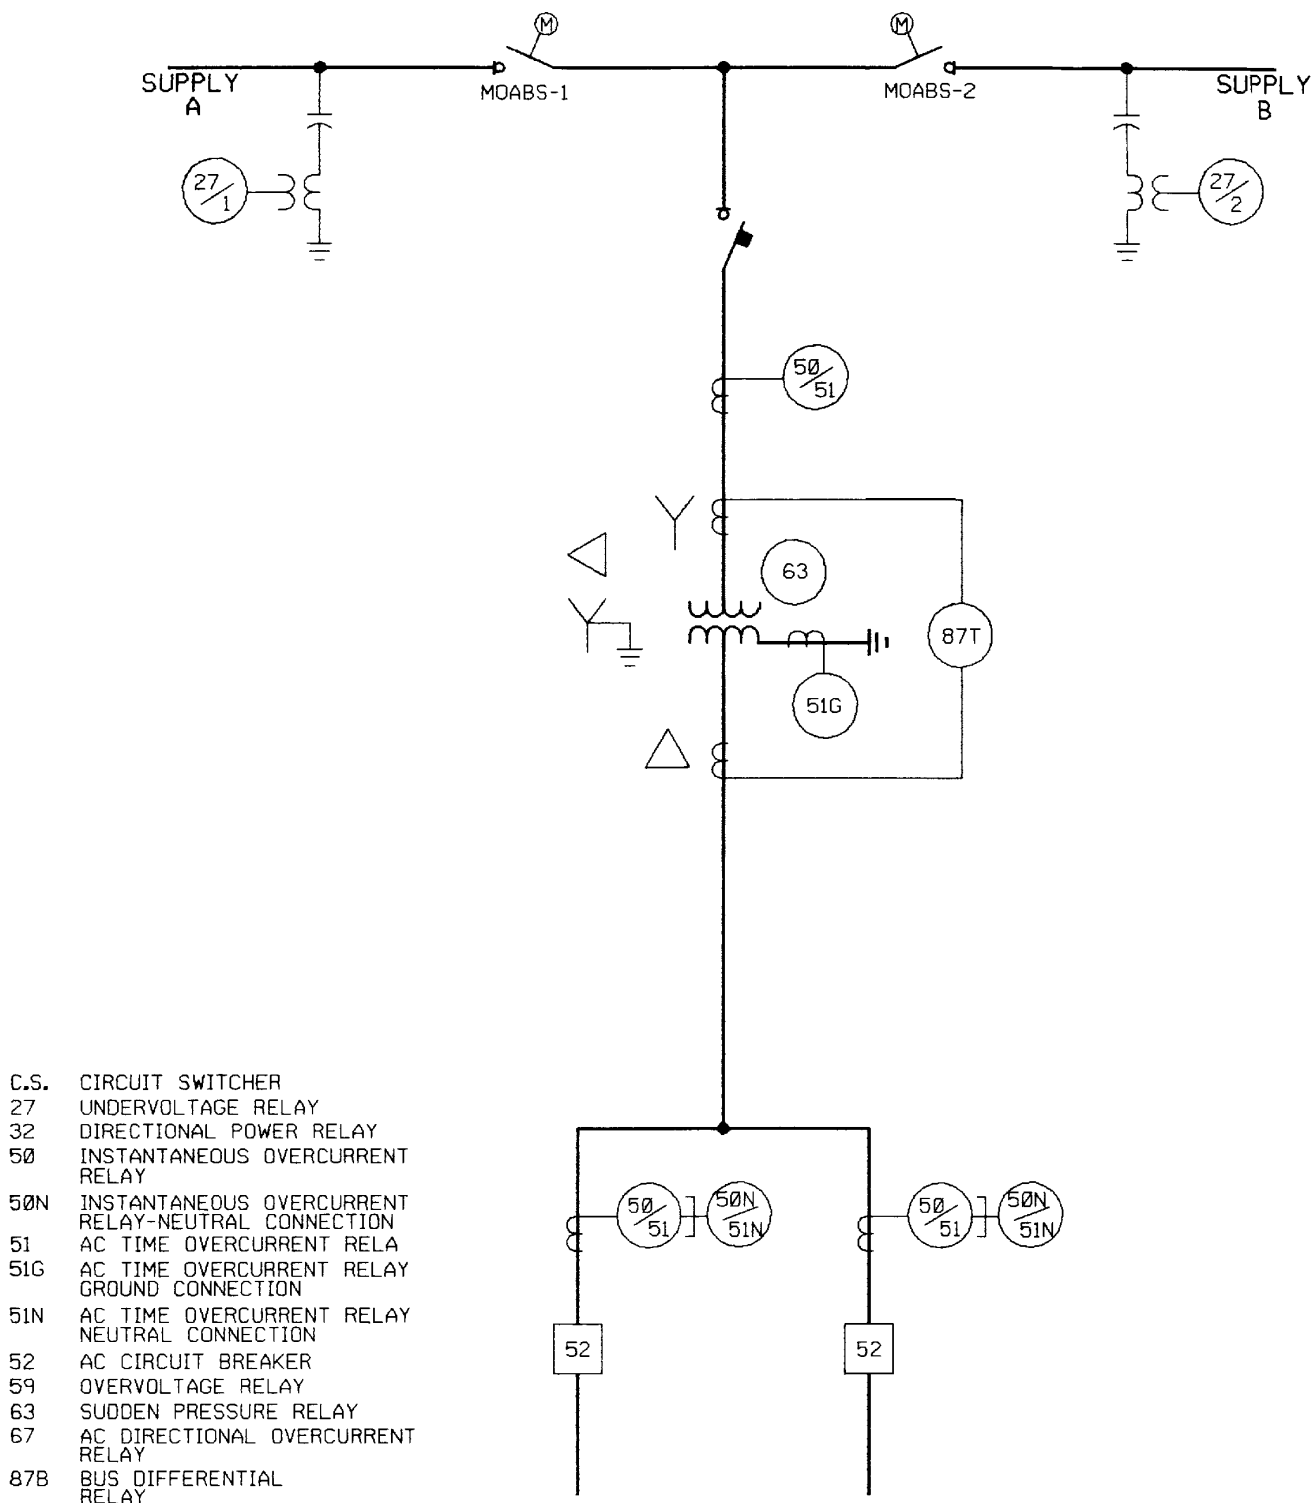 M
M
SUPPLY
A
MOABS-1
MOABS-2
SUPPLY
B
27/1
27/2
50/51
63
87T
51G
C.S. CIRCUIT SWITCHER
27 UNDERVOLTAGE RELAY
32 DIRECTIONAL POWER RELAY
50 INSTANTANEOUS OVERCURRENT
RELAY
50N INSTANTANEOUS OVERCURRENT
RELAY-NEUTRAL CONNECTION
51 AC TIME OVERCURRENT RELA
51G AC TIME OVERCURRENT RELAY
GROUND CONNECTION
51N AC TIME OVERCURRENT RELAY
NEUTRAL CONNECTION
52 AC CIRCUIT BREAKER
59 OVERVOLTAGE RELAY
63 SUDDEN PRESSURE RELAY
67 AC DIRECTIONAL OVERCURRENT
RELAY
87B BUS DIFFERENTIAL
RELAY
50/51
50N/51N
50/51
50N/51N
52
52